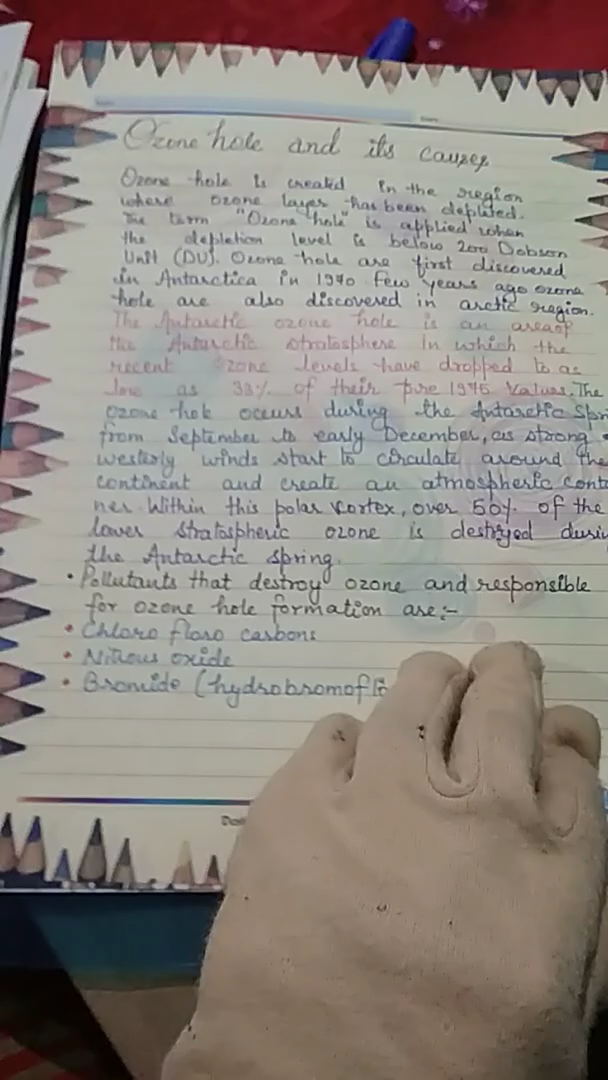 Ozone hole and its causes
Ozone hole is created in the region
where ozone layer has been depleted.
The term "Ozone hole" is applied when
the depletion level is below 200 Dobson
Unit (DU). Ozone hole are first discovered
in Antarctica in 1970. Few years ago ozone
hole are also discovered in arctic region.
The Antarctic ozone hole is an area of
the Antarctic stratosphere in which the
recent ozone levels have dropped to as
low as 33% of their pre 1975 values. The
ozone hole occurs during the Antarctic Spri
from September to early December, as strong
westerly winds start to circulate around the
continent and create an atmospheric conta
ner. Within this polar vortex, over 50% of the
lower stratospheric ozone is destroyed duri
the Antarctic spring.
• Pollutants that destroy ozone and responsible
for ozone hole formation are:-
• Chloro floro carbons
• Nitrous oxide
• Bromide (hydrobromofl